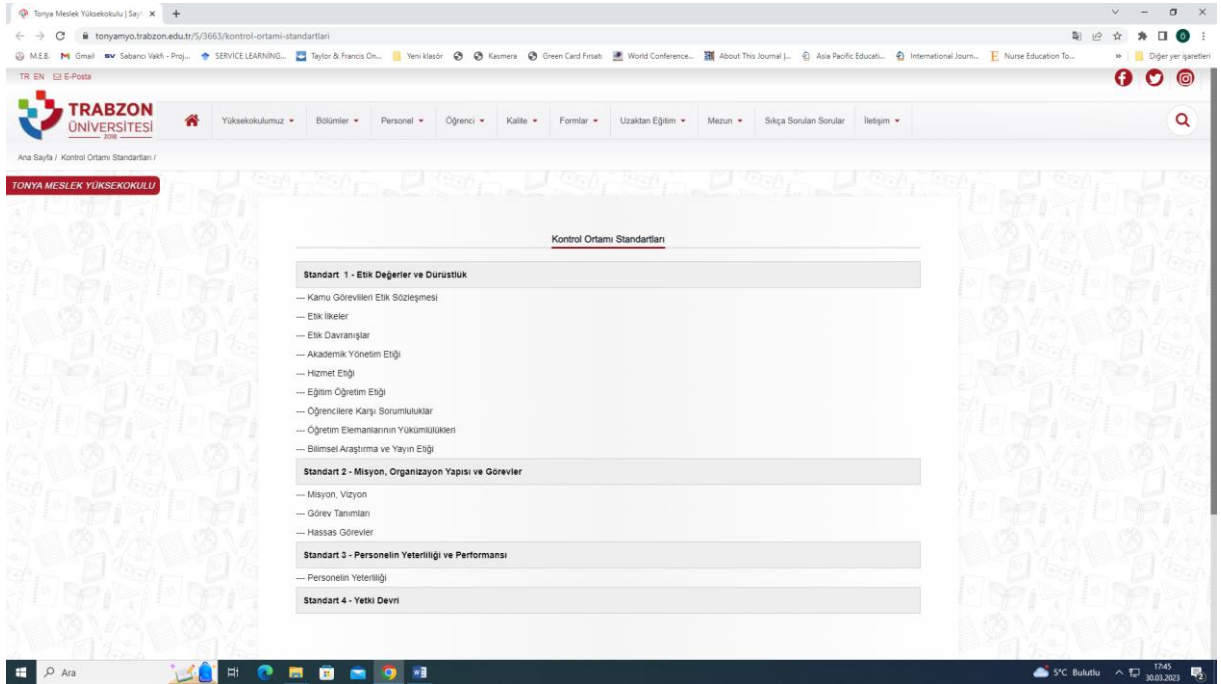 Tonya Meslek Yüksekokulu | Say
tonyamyo.trabzon.edu.tr/S/3663/kontrol-ortami-standartlari
M.E.B. Gmail Sabancı Vakfı - Proj... SERVİCE LEARNİNG... Taylor & Francis On... Yeni klasör Kasmera Green Card Fırsatı World Conference... About This Journal |... Asia Pacific Educati... International Journ... Nurse Education To... » Diğer yer işaretleri
TR EN E-Posta
TRABZON
ÜNİVERSİTESİ
2018
Yüksekokulumuz Bölümler Personel Öğrenci Kalite Formlar Uzaktan Eğitim Mezun Sıkça Sorulan Sorular İletişim
Ana Sayfa / Kontrol Ortamı Standartları /
TONYA MESLEK YÜKSEKOKULU
Kontrol Ortamı Standartları
Standart 1 - Etik Değerler ve Dürüstlük
--- Kamu Görevlileri Etik Sözleşmesi
--- Etik İlkeler
--- Etik Davranışlar
--- Akademik Yönetim Etiği
--- Hizmet Etiği
--- Eğitim Öğretim Etiği
--- Öğrencilere Karşı Sorumluluklar
--- Öğretim Elemanlarının Yükümlülükleri
--- Bilimsel Araştırma ve Yayın Etiği
Standart 2 - Misyon, Organizayon Yapısı ve Görevler
--- Misyon, Vizyon
--- Görev Tanımları
--- Hassas Görevler
Standart 3 - Personelin Yeterliliği ve Performansı
--- Personelin Yeterliliği
Standart 4 - Yetki Devri
Ara
5°C Bulutlu
17:45
30.03.2023